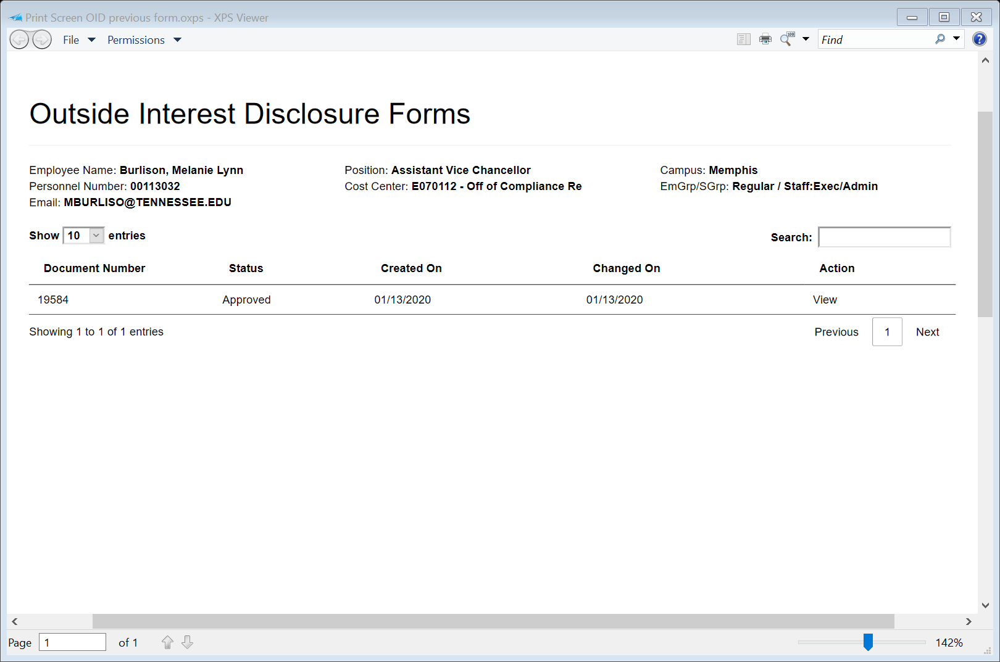 Print Screen OID previous form.oxps - XPS Viewer
File Permissions 100 Find ?
Outside Interest Disclosure Forms
Employee Name: Burlison, Melanie Lynn Position: Assistant Vice Chancellor Campus: Memphis
Personnel Number: 00113032 Cost Center: E070112 - Off of Compliance Re EmGrp/SGrp: Regular / Staff:Exec/Admin
Email: MBURLISO@TENNESSEE.EDU
Show 10 entries Search:
Document Number Status Created On Changed On Action
19584 Approved 01/13/2020 01/13/2020 View
Showing 1 to 1 of 1 entries Previous 1 Next
Page 1 of 1 142%